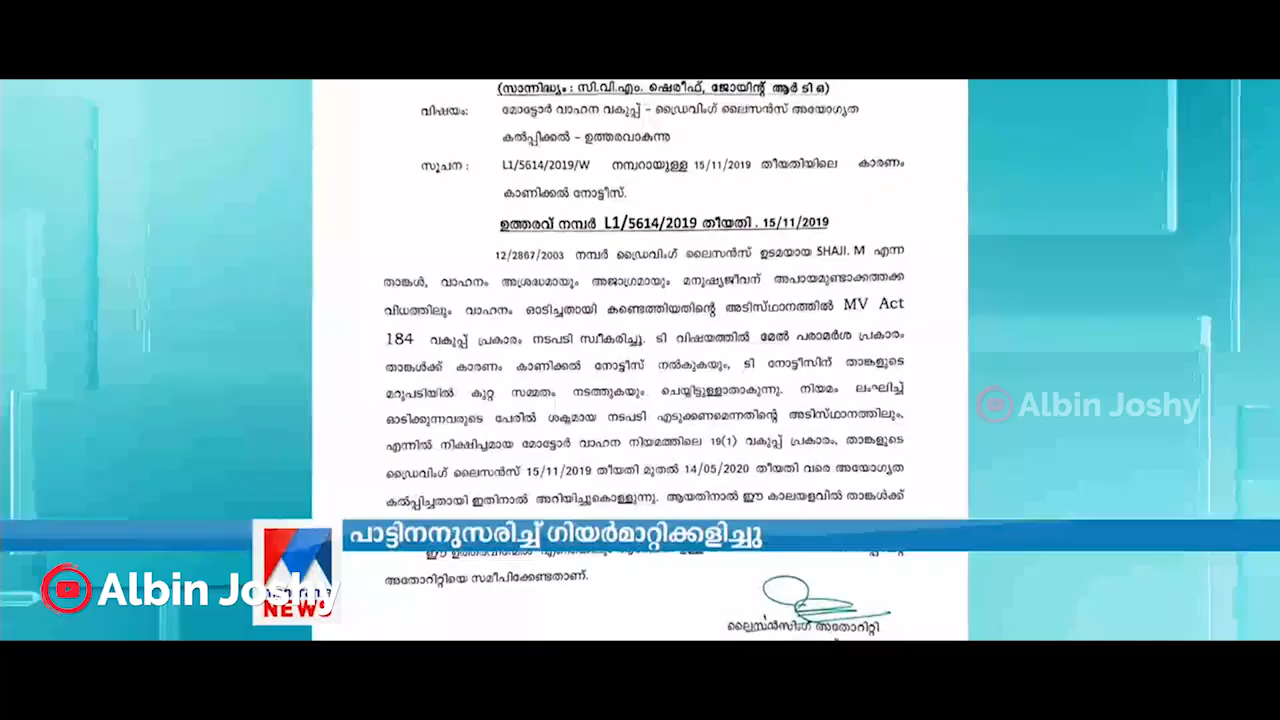 (സാന്നിദ്ധ്യം : സി.വി.എം. ഷെരീഫ്, ജോയിന്റ് ആർ ടി ഒ)
വിഷയം: മോട്ടോർ വാഹന വകുപ്പ് – ഡ്രൈവിംഗ് ലൈസൻസ് അയോഗ്യത
കൽപ്പിക്കൽ – ഉത്തരവാകുന്നു
സൂചന : L1/5614/2019/W നമ്പറായുള്ള 15/11/2019 തീയതിയിലെ കാരണം
കാണിക്കൽ നോട്ടീസ്.
ഉത്തരവ് നമ്പർ L1/5614/2019 തീയതി . 15/11/2019
12/2867/2003 നമ്പർ ഡ്രൈവിംഗ് ലൈസൻസ് ഉടമയായ SHAJI. M എന്ന
താങ്കൾ, വാഹനം അശ്രദ്ധമായും അജാഗ്രമായും മനുഷ്യജീവന് അപായമുണ്ടാക്കത്തക്ക
വിധത്തിലും വാഹനം ഓടിച്ചതായി കണ്ടെത്തിയതിന്റെ അടിസ്ഥാനത്തിൽ MV Act
184 വകുപ്പ് പ്രകാരം നടപടി സ്വീകരിച്ചു. ടി വിഷയത്തിൽ മേൽ പരാമർശ പ്രകാരം
താങ്കൾക്ക് കാരണം കാണിക്കൽ നോട്ടീസ് നൽകുകയും, ടി നോട്ടീസിന് താങ്കളുടെ
മറുപടിയിൽ കുറ്റ സമ്മതം നടത്തുകയും ചെയ്തിട്ടുള്ളതാകുന്നു. നിയമം ലംഘിച്ച്
ഓടിക്കുന്നവരുടെ പേരിൽ ശക്തമായ നടപടി എടുക്കണമെന്നതിന്റെ അടിസ്ഥാനത്തിലും,
എന്നിൽ നിക്ഷിപ്തമായ മോട്ടോർ വാഹന നിയമത്തിലെ 19(1) വകുപ്പ് പ്രകാരം, താങ്കളുടെ
ഡ്രൈവിംഗ് ലൈസൻസ് 15/11/2019 തീയതി മുതൽ 14/05/2020 തീയതി വരെ അയോഗ്യത
കൽപ്പിച്ചതായി ഇതിനാൽ അറിയിച്ചുകൊള്ളുന്നു. ആയതിനാൽ ഈ കാലയളവിൽ താങ്കൾക്ക്
പാട്ടിനനുസരിച്ച് ഗിയർമാറ്റിക്കളിച്ചു
അതോറിറ്റിയെ സമീപിക്കേണ്ടതാണ്.
ലൈസൻസിംഗ് അതോറിറ്റി
Albin Joshy
Albin Joshy
NEWS